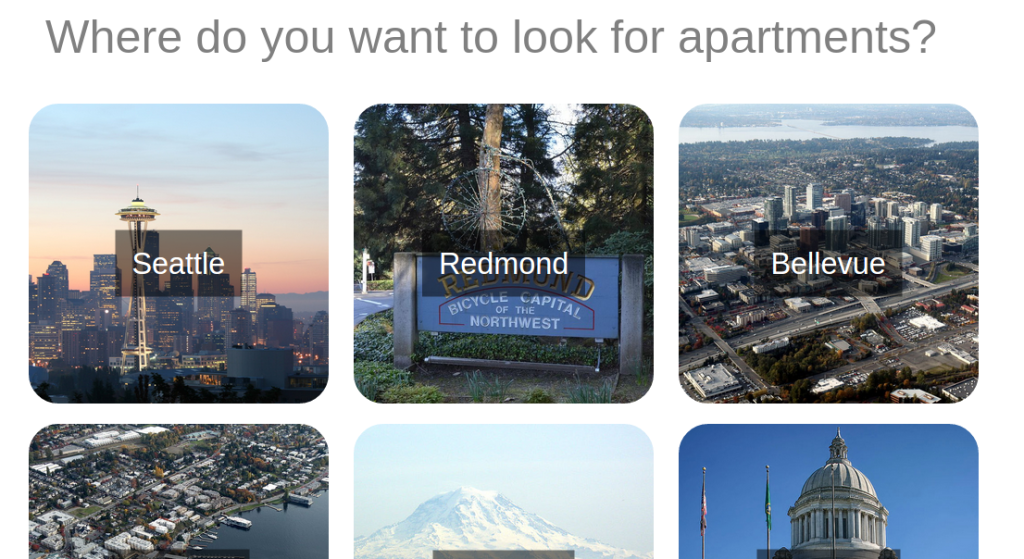 Where do you want to look for apartments?
Seattle
Redmond
Bellevue
REDMOND
BICYCLE CAPITAL
OF THE
NORTHWEST